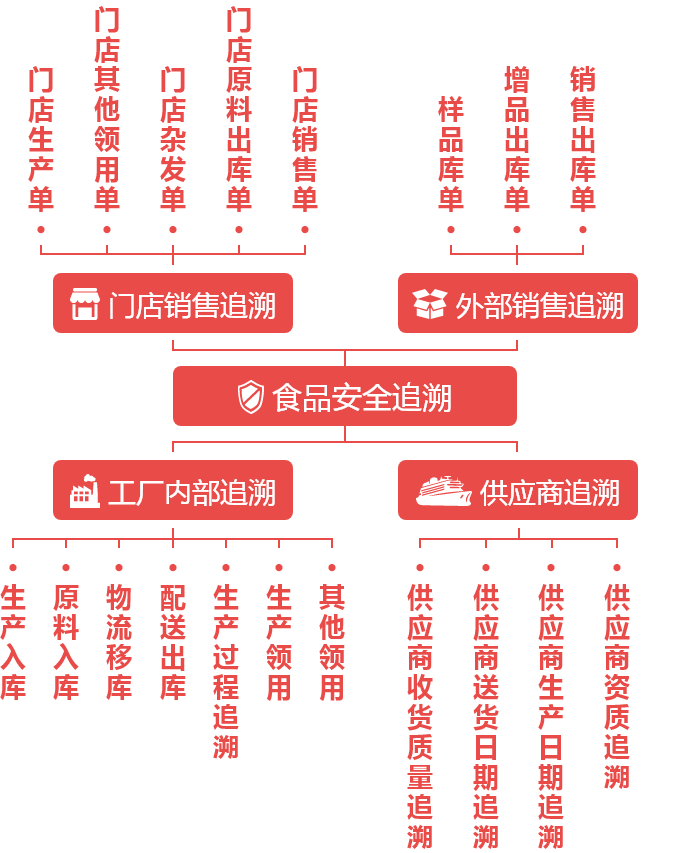 门店生产单
门店其他领用单
门店杂发单
门店原料出库单
门店销售单
样品库单
增品出库单
销售出库单
门店销售追溯
外部销售追溯
食品安全追溯
工厂内部追溯
供应商追溯
生产入库
原料入库
物流移库
配送出库
生产过程追溯
生产领用
其他领用
供应商收货质量追溯
供应商送货日期追溯
供应商生产日期追溯
供应商资质追溯